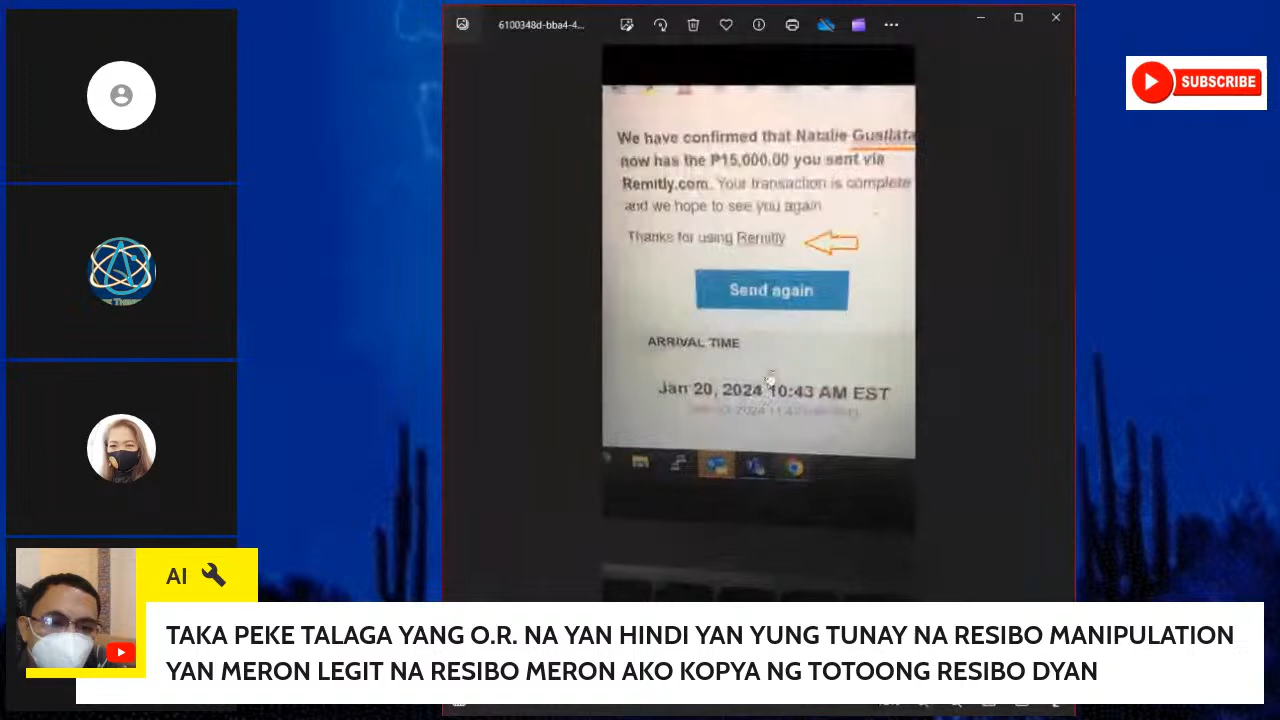 6100348d-bba4-4...
SUBSCRIBE
We have confirmed that Natalie Guallata
now has the ₱15,000.00 you sent via
Remitly.com. Your transaction is complete
and we hope to see you again
Thanks for using Remitly
Send again
ARRIVAL TIME
Jan 20, 2024 10:43 AM EST
AI
TAKA PEKE TALAGA YANG O.R. NA YAN HINDI YAN YUNG TUNAY NA RESIBO MANIPULATION
YAN MERON LEGIT NA RESIBO MERON AKO KOPYA NG TOTOONG RESIBO DYAN